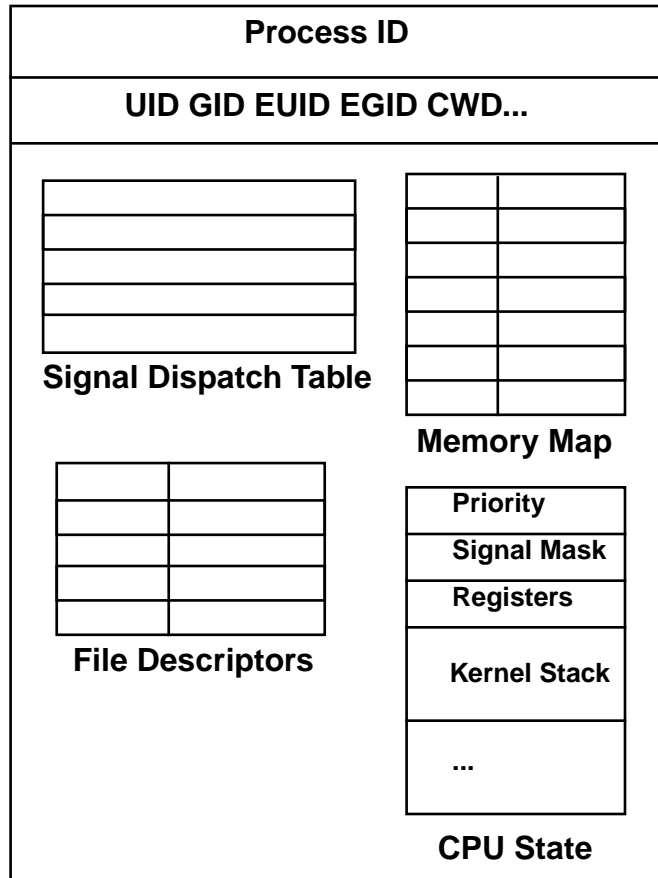 Process ID
UID GID EUID EGID CWD...
Signal Dispatch Table
Memory Map
File Descriptors
Priority
Signal Mask
Registers
Kernel Stack
...
CPU State